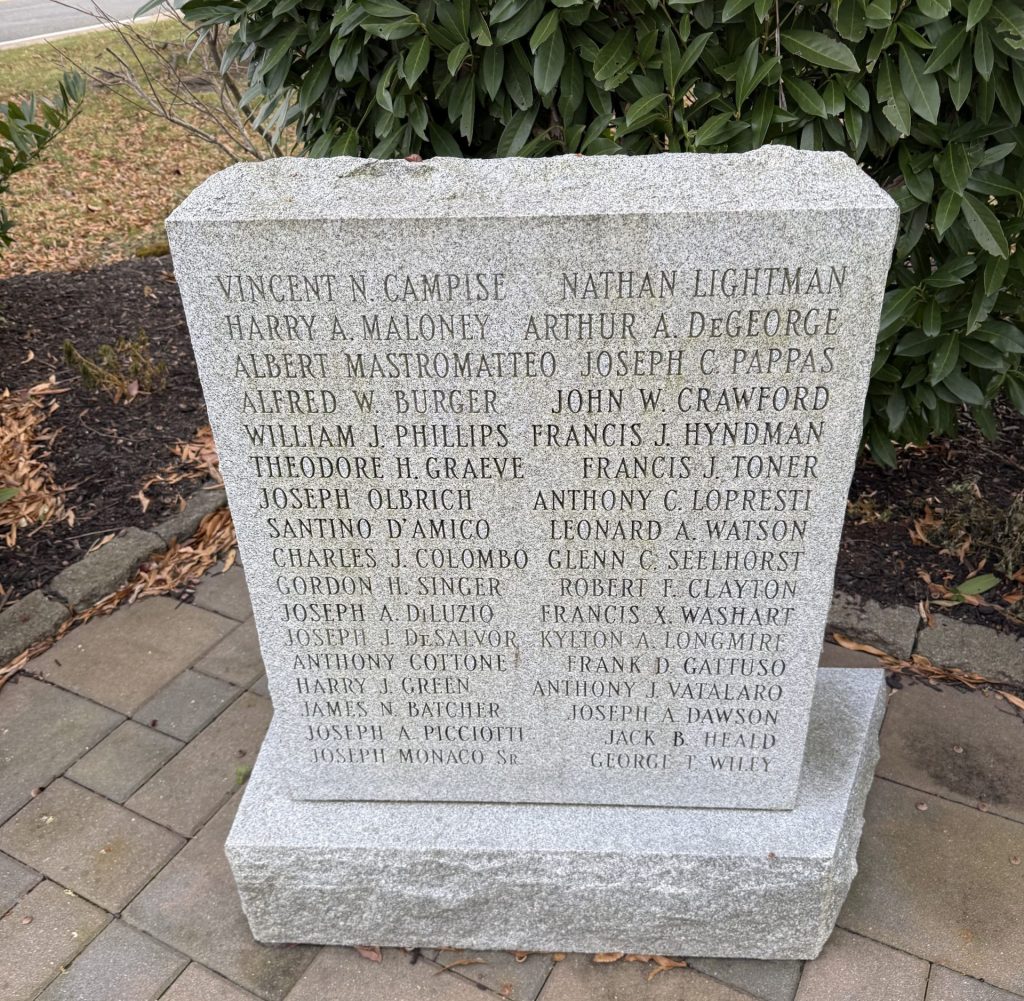 VINCENT N. CAMPISE NATHAN LIGHTMAN
HARRY A. MALONEY ARTHUR A. DeGEORGE
ALBERT MASTROMATTEO JOSEPH C. PAPPAS
ALFRED W. BURGER JOHN W. CRAWFORD
WILLIAM J. PHILLIPS FRANCIS J. HYNDMAN
THEODORE H. GRAEVE FRANCIS J. TONER
JOSEPH OLBRICH ANTHONY C. LOPRESTI
SANTINO D'AMICO LEONARD A. WATSON
CHARLES J. COLOMBO GLENN C. SEELHORST
GORDON H. SINGER ROBERT F. CLAYTON
JOSEPH A. DiLUZIO FRANCIS X. WASHART
JOSEPH J. DeSALVOR KYLTON A. LONGMIRE
ANTHONY COTTONE FRANK D. GATTUSO
HARRY J. GREEN ANTHONY J. VATALARO
JAMES N. BATCHER JOSEPH A. DAWSON
JOSEPH A. PICCIOTTI JACK B. HEALD
JOSEPH MONACO SR. GEORGE T. WILEY